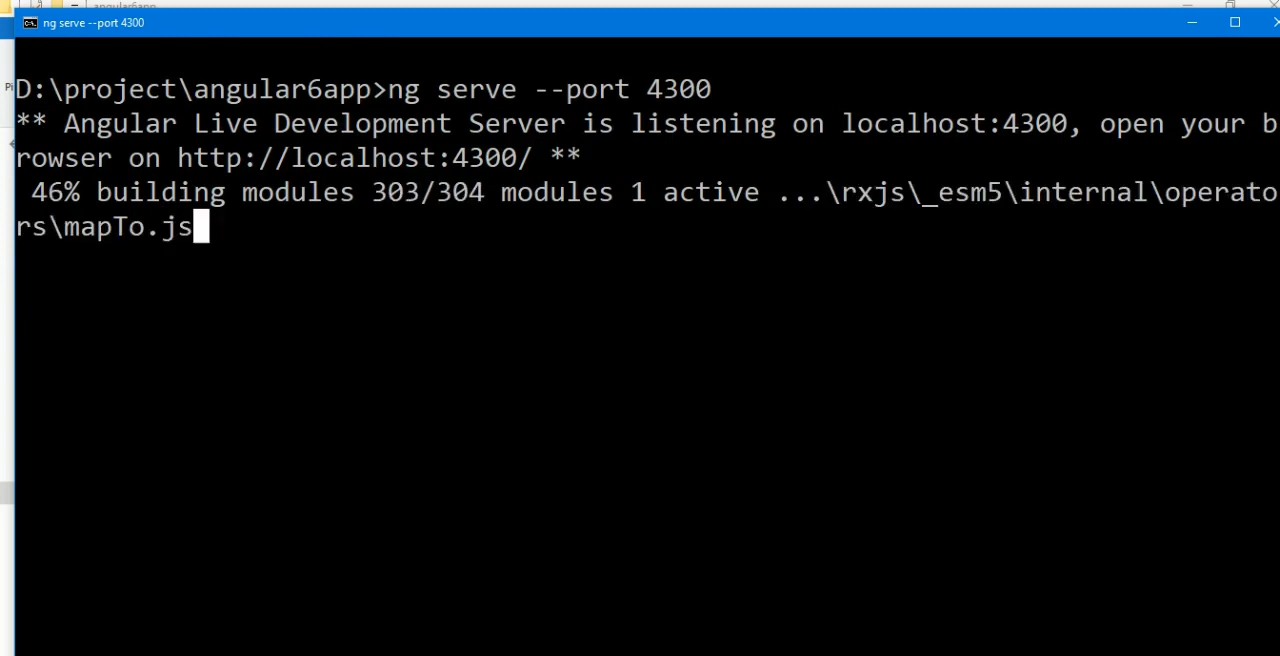 angular6app
ng serve --port 4300
Pi
D:\project\angular6app>ng serve --port 4300
** Angular Live Development Server is listening on localhost:4300, open your b
rowser on http://localhost:4300/ **
46% building modules 303/304 modules 1 active ...\rxjs\_esm5\internal\operato
rs\mapTo.js